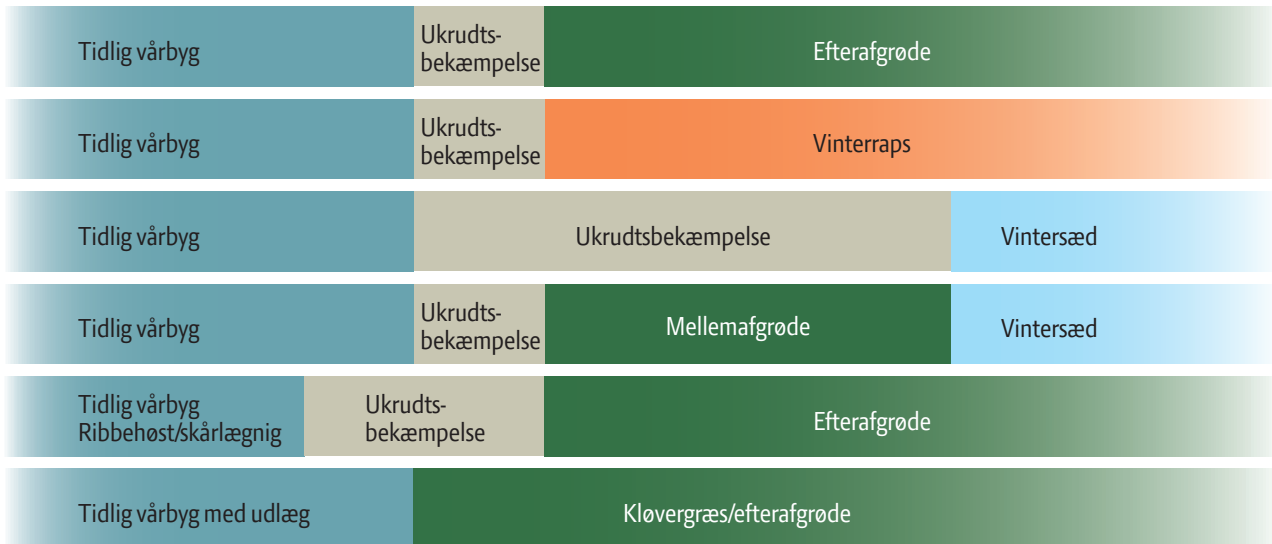 Tidlig vårbyg
Ukrudts-
bekæmpelse
Efterafgrøde
Tidlig vårbyg
Ukrudts-
bekæmpelse
Vinterraps
Tidlig vårbyg
Ukrudtsbekæmpelse
Vintersæd
Tidlig vårbyg
Ukrudts-
bekæmpelse
Mellemafgrøde
Vintersæd
Tidlig vårbyg
Ribbehøst/skårlægnig
Ukrudts-
bekæmpelse
Efterafgrøde
Tidlig vårbyg med udlæg
Kløvergræs/efterafgrøde